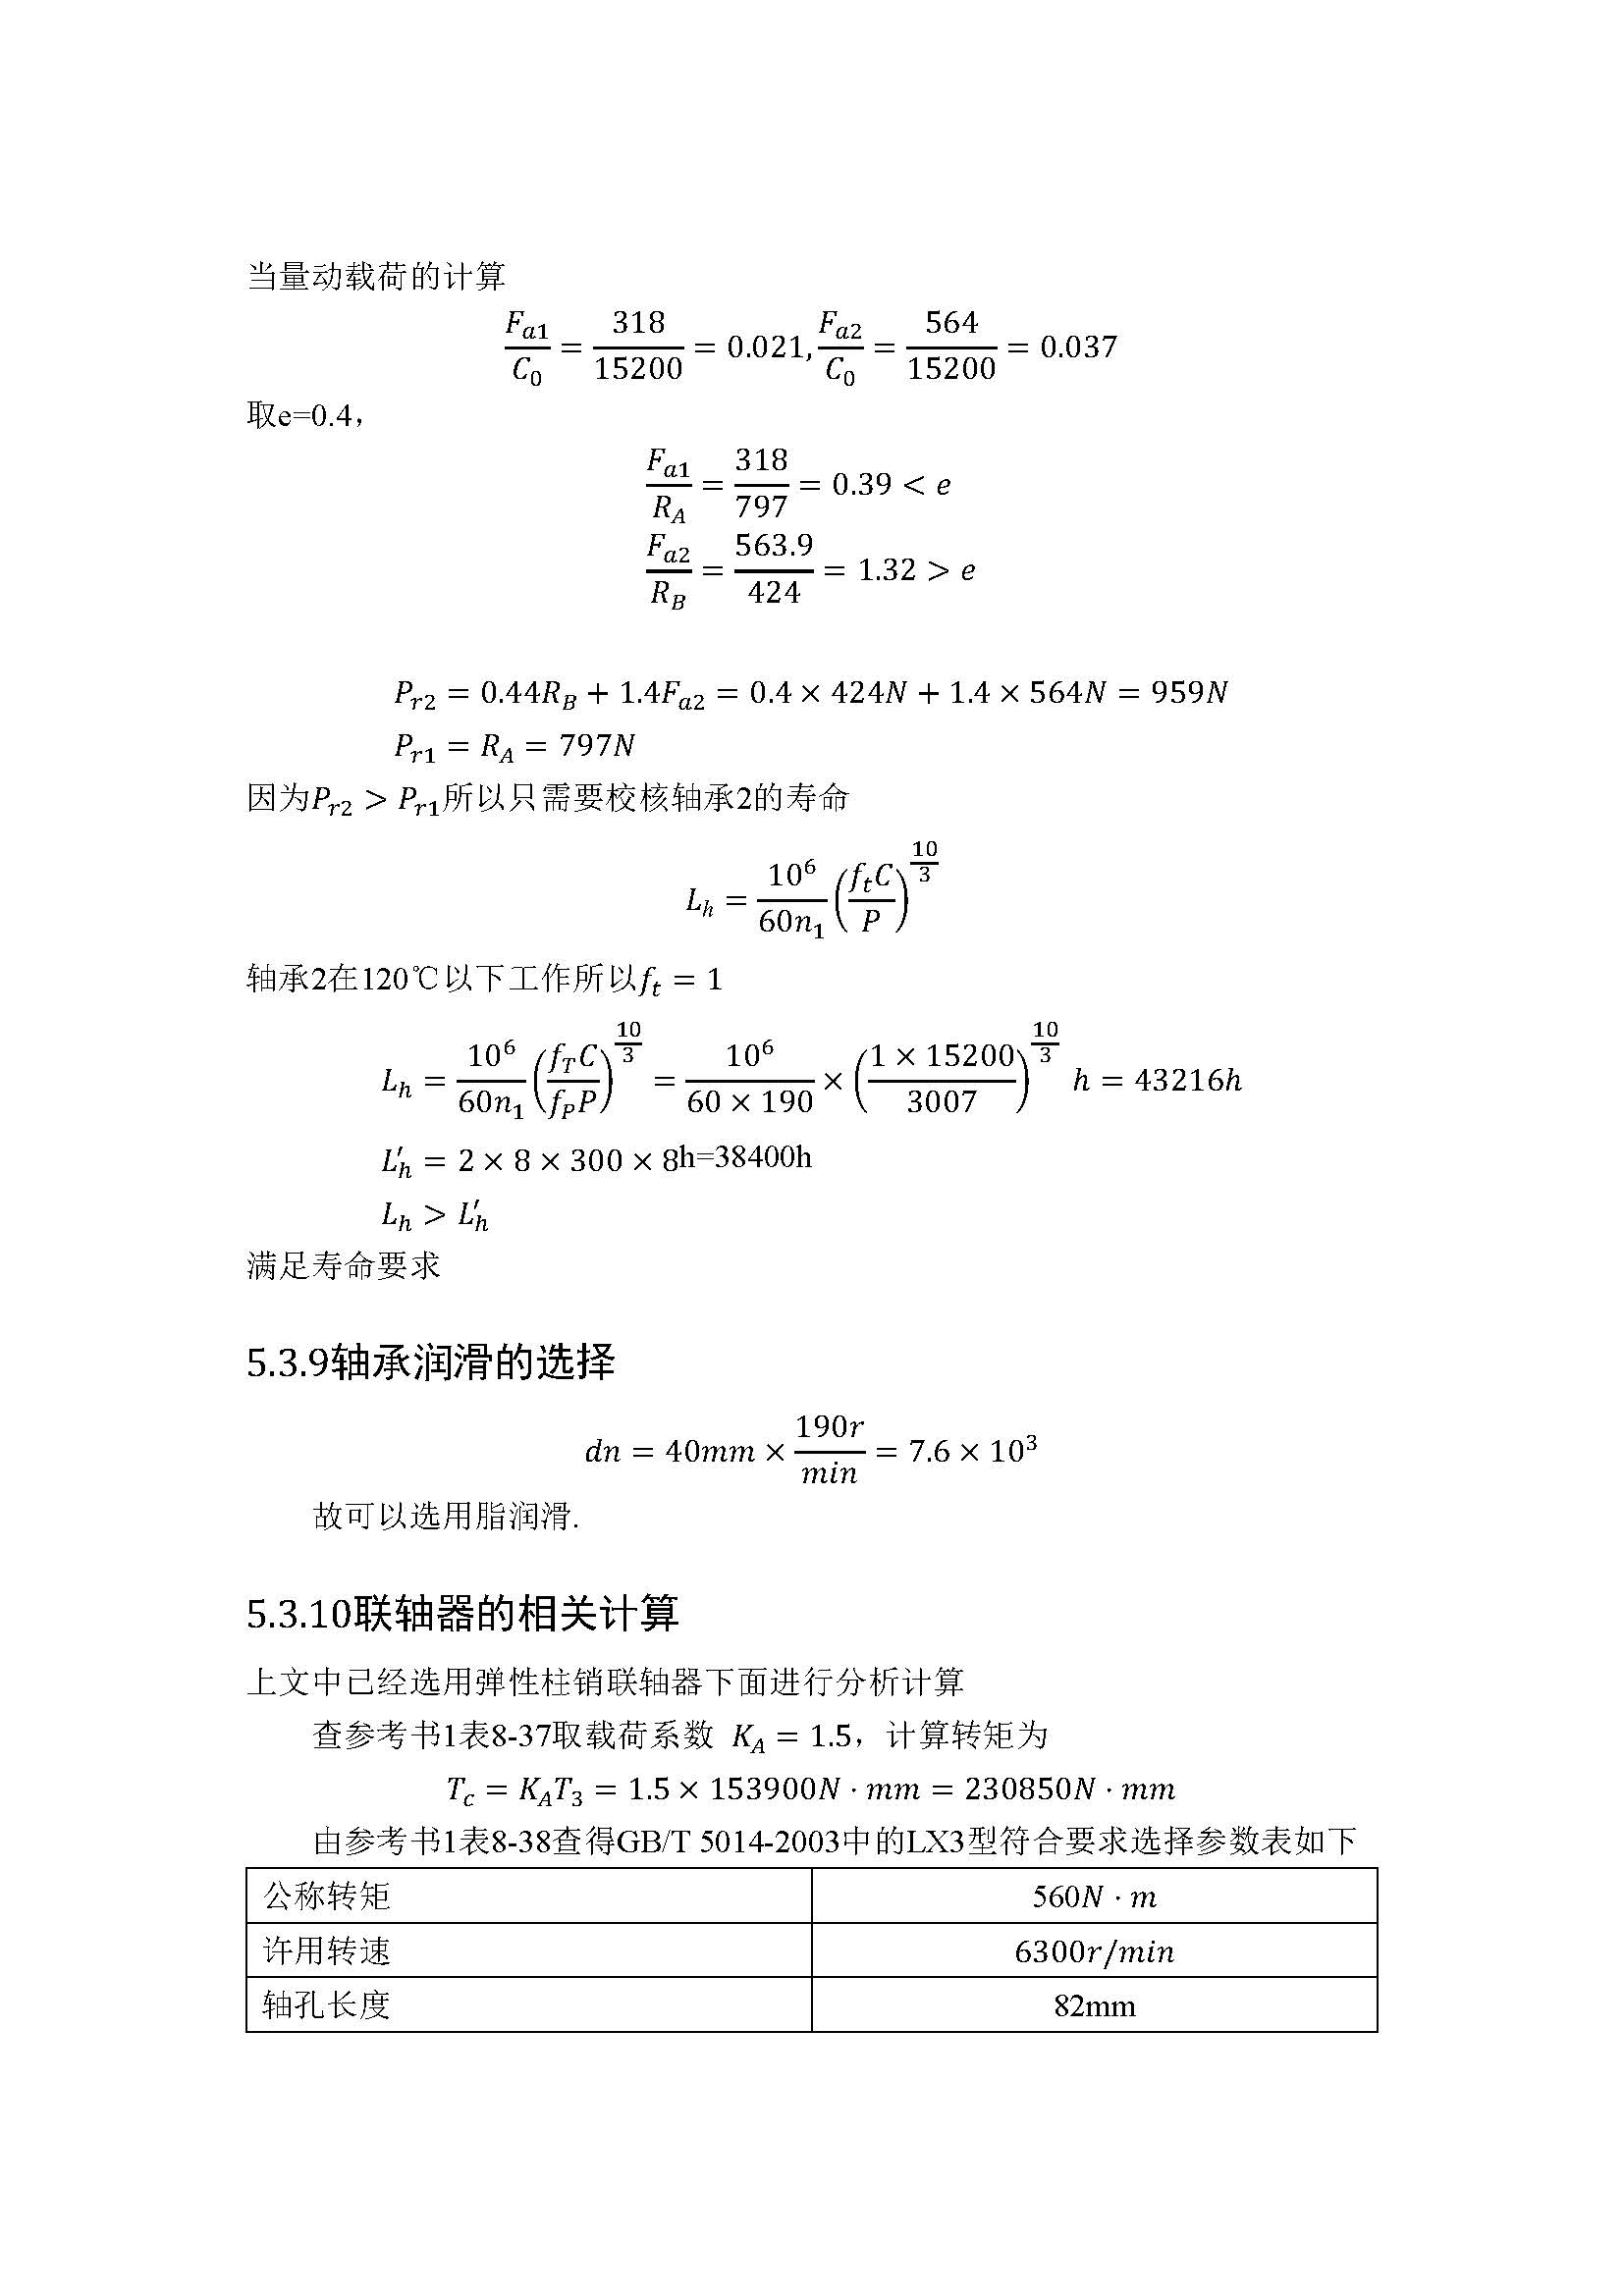 当量动载荷的计算
$\frac{F_{a1}}{C_0} = \frac{318}{15200} = 0.021, \frac{F_{a2}}{C_0} = \frac{564}{15200} = 0.037$
取e=0.4，
$\frac{F_{a1}}{R_A} = \frac{318}{797} = 0.39 < e$
$\frac{F_{a2}}{R_B} = \frac{563.9}{424} = 1.32 > e$
$P_{r2} = 0.44R_B + 1.4F_{a2} = 0.4 × 424N + 1.4 × 564N = 959N$
$P_{r1} = R_A = 797N$
因为$P_{r2} > P_{r1}$所以只需要校核轴承2的寿命
$L_h = \frac{10^6}{60n_1} \left(\frac{f_t C}{P}\right)^{\frac{10}{3}}$
轴承2在120℃以下工作所以$f_t = 1$
$L_h = \frac{10^6}{60n_1} \left(\frac{f_T C}{f_P P}\right)^{\frac{10}{3}} = \frac{10^6}{60 × 190} × \left(\frac{1 × 15200}{3007}\right)^{\frac{10}{3}} h = 43216h$
$L_h' = 2 × 8 × 300 × 8$h=38400h
$L_h > L_h'$
满足寿命要求
5.3.9轴承润滑的选择
$dn = 40mm × \frac{190r}{min} = 7.6 × 10^3$
故可以选用脂润滑.
5.3.10联轴器的相关计算
上文中已经选用弹性柱销联轴器下面进行分析计算
查参考书1表8-37取载荷系数 $K_A = 1.5$，计算转矩为
$T_c = K_A T_3 = 1.5 × 153900N · mm = 230850N · mm$
由参考书1表8-38查得GB/T 5014-2003中的LX3型符合要求选择参数表如下
公称转矩 560N · m
许用转速 6300r/min
轴孔长度 82mm